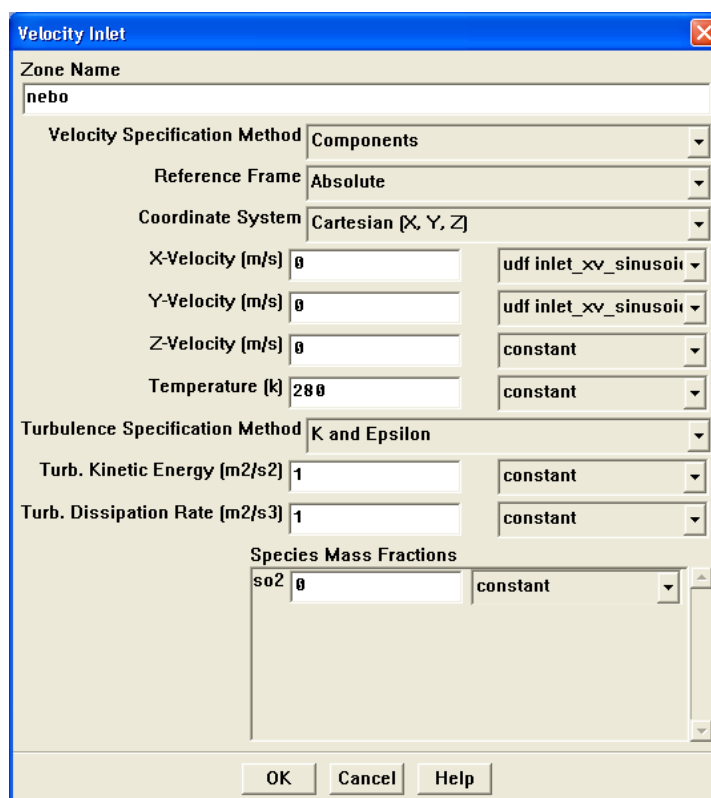 Velocity Inlet
Zone Name
nebo
Velocity Specification Method Components
Reference Frame Absolute
Coordinate System Cartesian (X, Y, Z)
X-Velocity (m/s) 0 udf inlet_xv_sinusoi
Y-Velocity (m/s) 0 udf inlet_xv_sinusoi
Z-Velocity (m/s) 0 constant
Temperature (k) 280 constant
Turbulence Specification Method K and Epsilon
Turb. Kinetic Energy (m2/s2) 1 constant
Turb. Dissipation Rate (m2/s3) 1 constant
Species Mass Fractions
so2 0 constant
OK Cancel Help